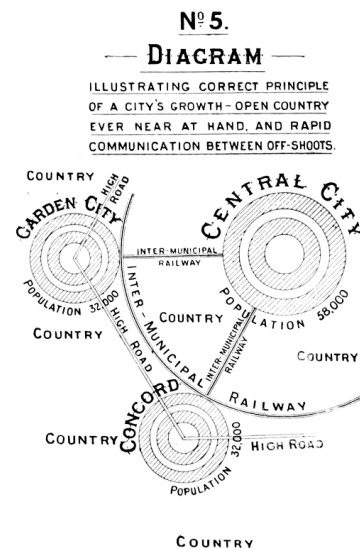 Nº 5.
DIAGRAM
ILLUSTRATING CORRECT PRINCIPLE
OF A CITY'S GROWTH - OPEN COUNTRY
EVER NEAR AT HAND, AND RAPID
COMMUNICATION BETWEEN OFF-SHOOTS.
COUNTRY
HIGH ROAD
GARDEN CITY
POPULATION 32,000
CENTRAL CITY
POPULATION 58,000
INTER-MUNICIPAL
RAILWAY
INTER-MUNICIPAL RAILWAY
COUNTRY
COUNTRY
HIGH ROAD
INTER-MUNICIPAL
RAILWAY
COUNTRY
CONCORD
POPULATION 32,000
COUNTRY
HIGH ROAD
COUNTRY